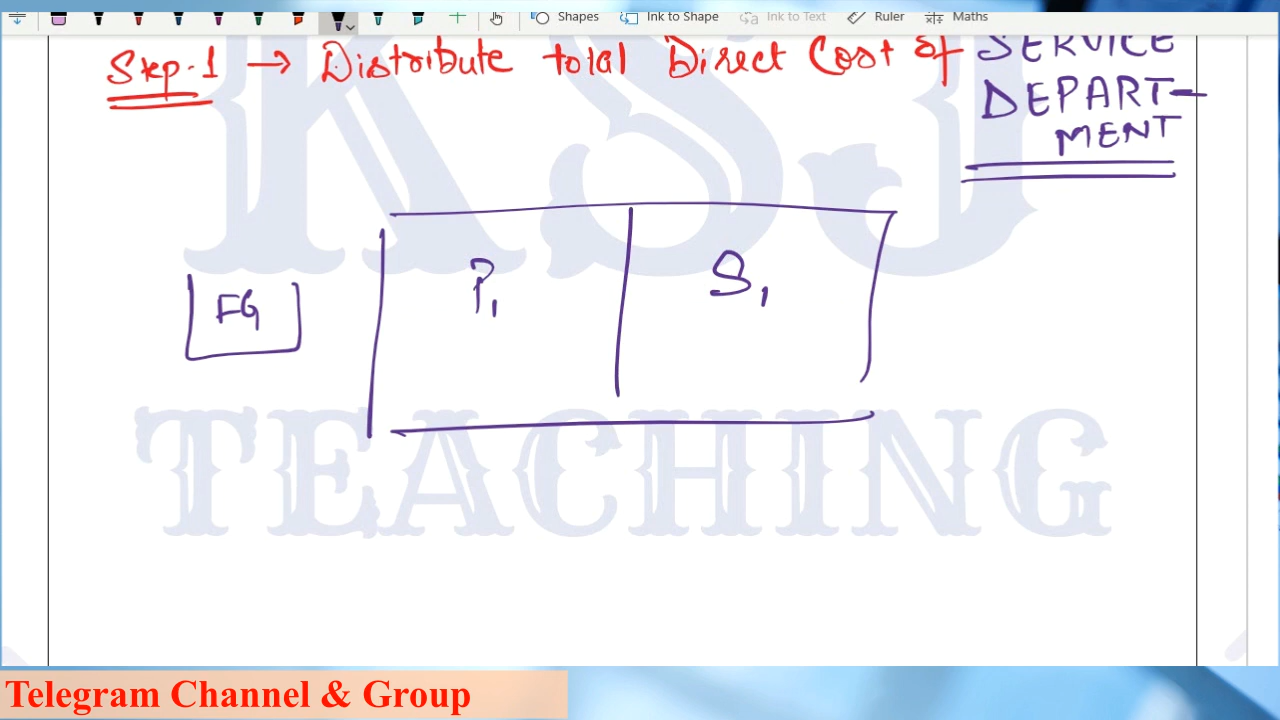 Shapes Ink to Shape Ink to Text Ruler Maths
Step-1 → Distribute total Direct Cost of SERVICE
DEPART-
MENT
FG P1 S1
KSJ
TEACHING
Telegram Channel & Group